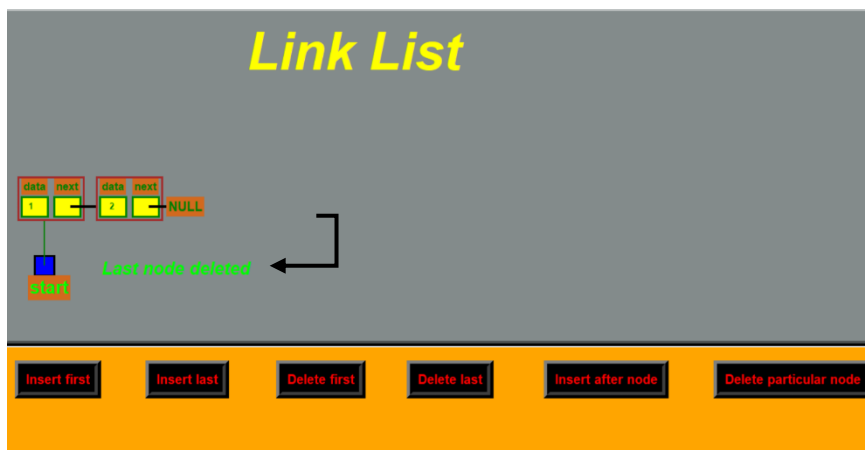 Link List
data next data next
1 2 NULL
Last node deleted
start
Insert first Insert last Delete first Delete last Insert after node Delete particular node